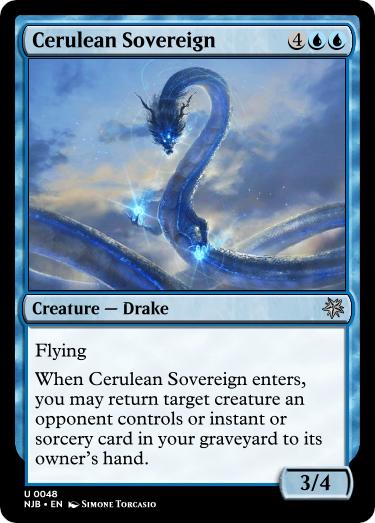 Cerulean Sovereign 4
Creature — Drake
Flying
When Cerulean Sovereign enters,
you may return target creature an
opponent controls or instant or
sorcery card in your graveyard to its
owner's hand.
3/4
U 0048
NJB • EN Simone Torcasio